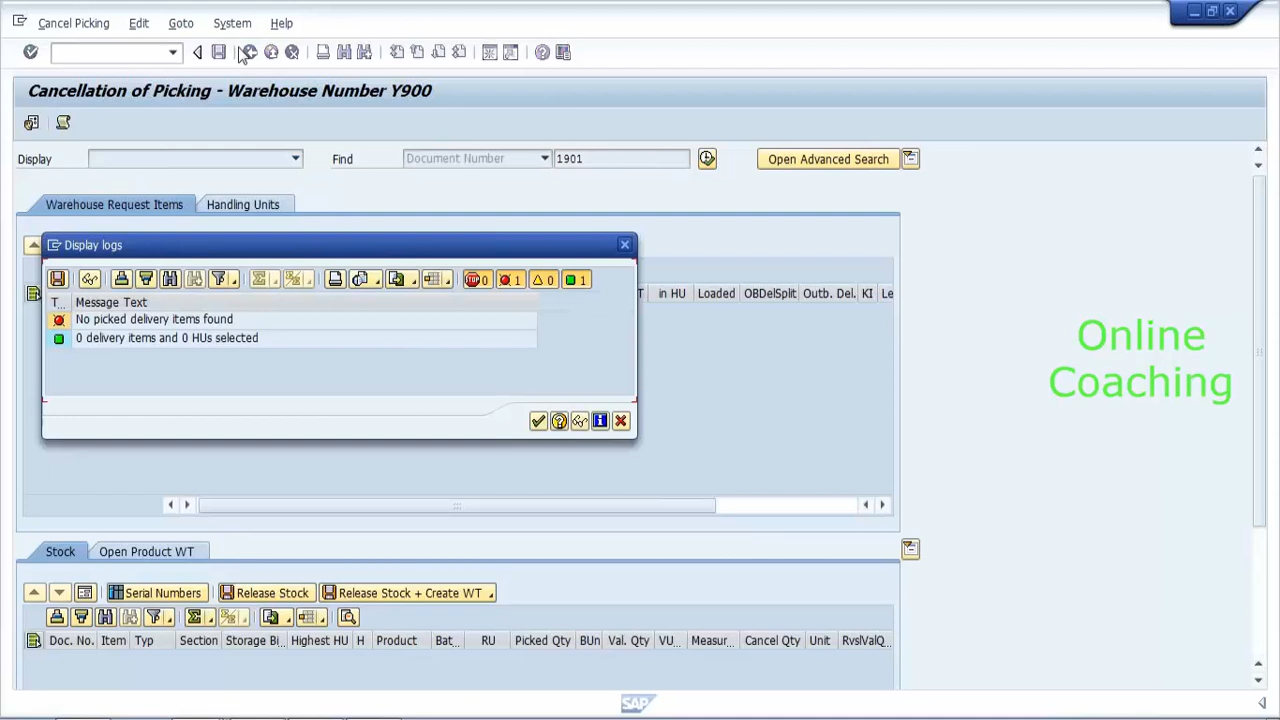 Cancel Picking Edit Goto System Help
Cancellation of Picking - Warehouse Number Y900
Display Find Document Number 1901 Open Advanced Search
Warehouse Request Items Handling Units
Display logs
STOP 0 1 0 1
T... Message Text
T in HU Loaded OBDelSplit Outb. Del. KI Le
No picked delivery items found
0 delivery items and 0 HUs selected
Online
Coaching
Stock Open Product WT
Serial Numbers Release Stock Release Stock + Create WT
Doc. No. Item Typ Section Storage Bi... Highest HU H Product Bat... RU Picked Qty BUn Val. Qty VU... Measur... Cancel Qty Unit RvslValQ...
SAP